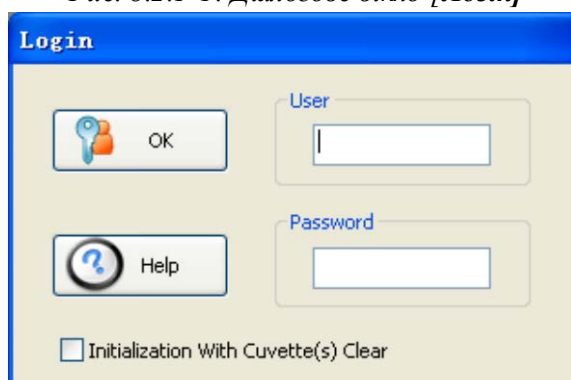 Login
User
OK
Password
Help
Initialization With Cuvette(s) Clear